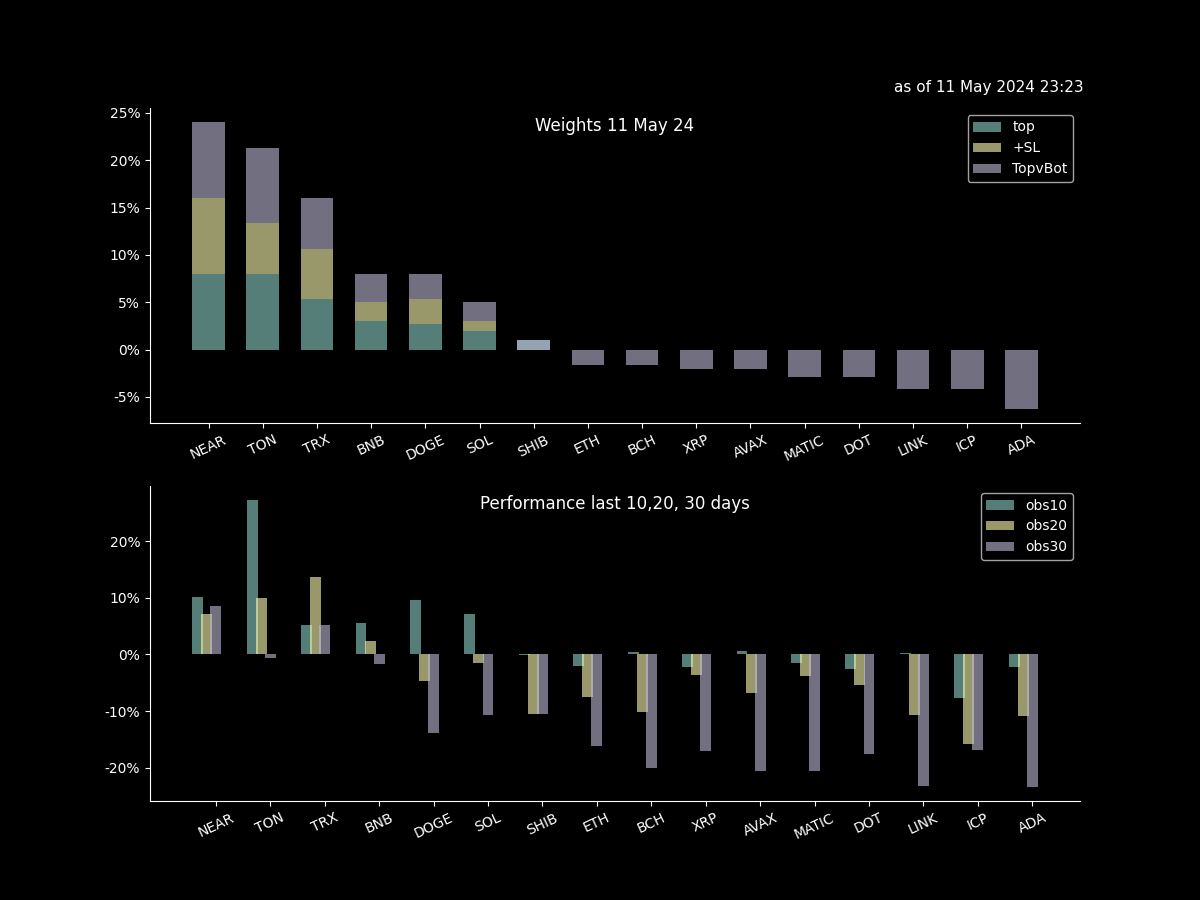 as of 11 May 2024 23:23
Weights 11 May 24
top
+SL
TopvBot
25%
20%
15%
10%
5%
0%
-5%
NEAR TON TRX BNB DOGE SOL SHIB ETH BCH XRP AVAX MATIC DOT LINK ICP ADA
Performance last 10,20, 30 days
obs10
obs20
obs30
20%
10%
0%
-10%
-20%
NEAR TON TRX BNB DOGE SOL SHIB ETH BCH XRP AVAX MATIC DOT LINK ICP ADA